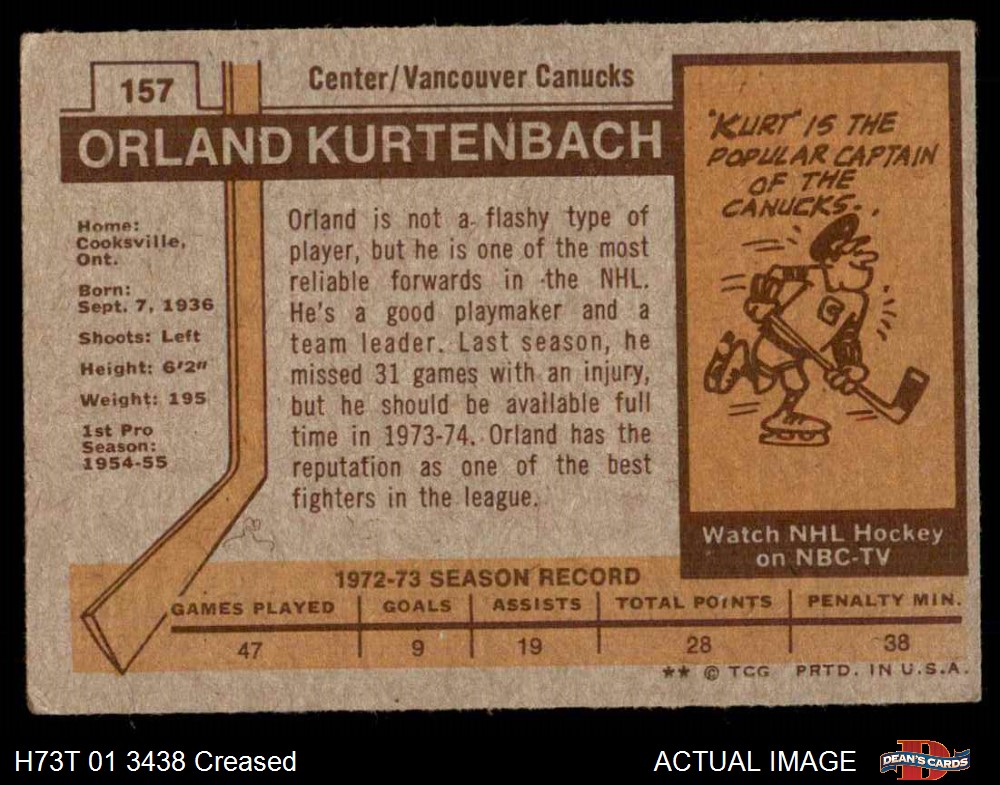 157
Center/Vancouver Canucks
ORLAND KURTENBACH
Home:
Cooksville,
Ont.
Born:
Sept. 7, 1936
Shoots: Left
Height: 6'2"
Weight: 195
1st Pro
Season:
1954-55
Orland is not a flashy type of
player, but he is one of the most
reliable forwards in the NHL.
He's a good playmaker and a
team leader. Last season, he
missed 31 games with an injury,
but he should be available full
time in 1973-74. Orland has the
reputation as one of the best
fighters in the league.
"KURT" IS THE
POPULAR CAPTAIN
OF THE
CANUCKS..
C
Watch NHL Hockey
on NBC-TV
1972-73 SEASON RECORD
GAMES PLAYED GOALS ASSISTS TOTAL POINTS PENALTY MIN.
47 9 19 28 38
** © TCG PRTD. IN U.S.A.
H73T 01 3438 Creased
ACTUAL IMAGE
D
DEAN'S CARDS